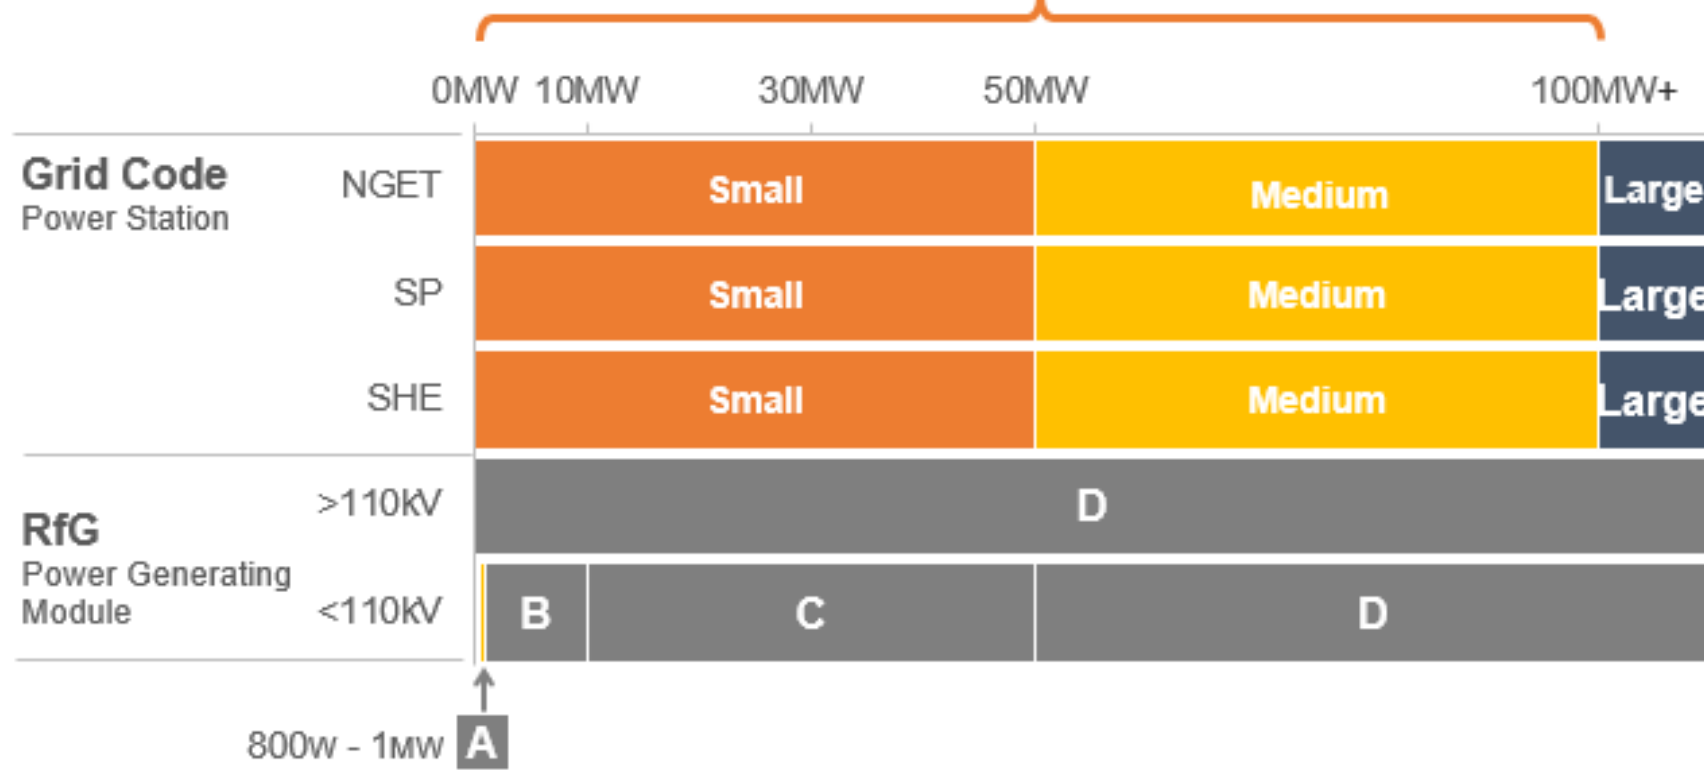 0MW 10MW 30MW 50MW 100MW+
Grid Code
Power Station
NGET Small Medium Large
SP Small Medium Large
SHE Small Medium Large
RfG
Power Generating
Module
>110kV D
<110kV B C D
800W - 1MW A